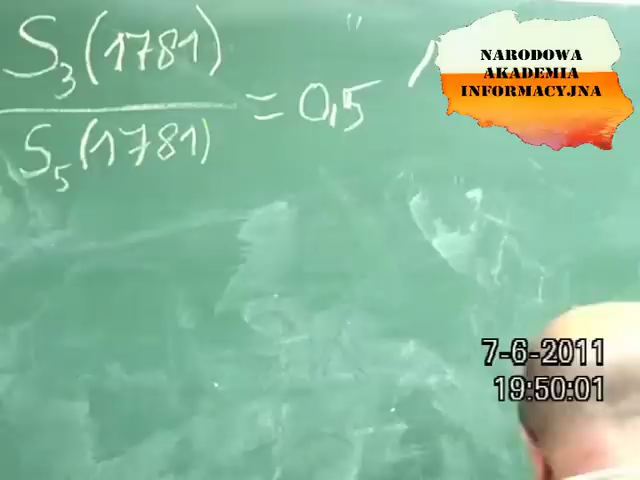 S₃(1781)
S₅(1781)
= 0,5
NARODOWA
AKADEMIA
INFORMACYJNA
7-6-2011
19:50:01